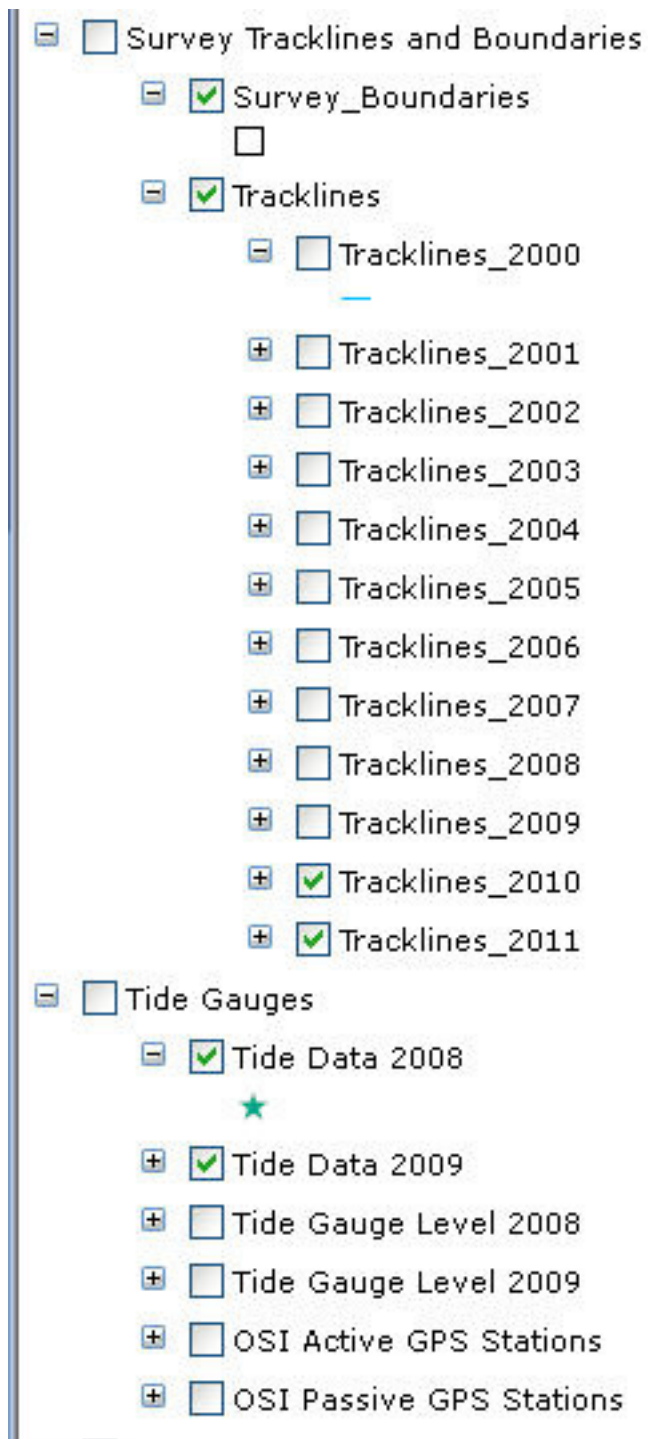 Survey Tracklines and Boundaries
Survey_Boundaries
Tracklines
Tracklines_2000
Tracklines_2001
Tracklines_2002
Tracklines_2003
Tracklines_2004
Tracklines_2005
Tracklines_2006
Tracklines_2007
Tracklines_2008
Tracklines_2009
Tracklines_2010
Tracklines_2011
Tide Gauges
Tide Data 2008
Tide Data 2009
Tide Gauge Level 2008
Tide Gauge Level 2009
OSI Active GPS Stations
OSI Passive GPS Stations